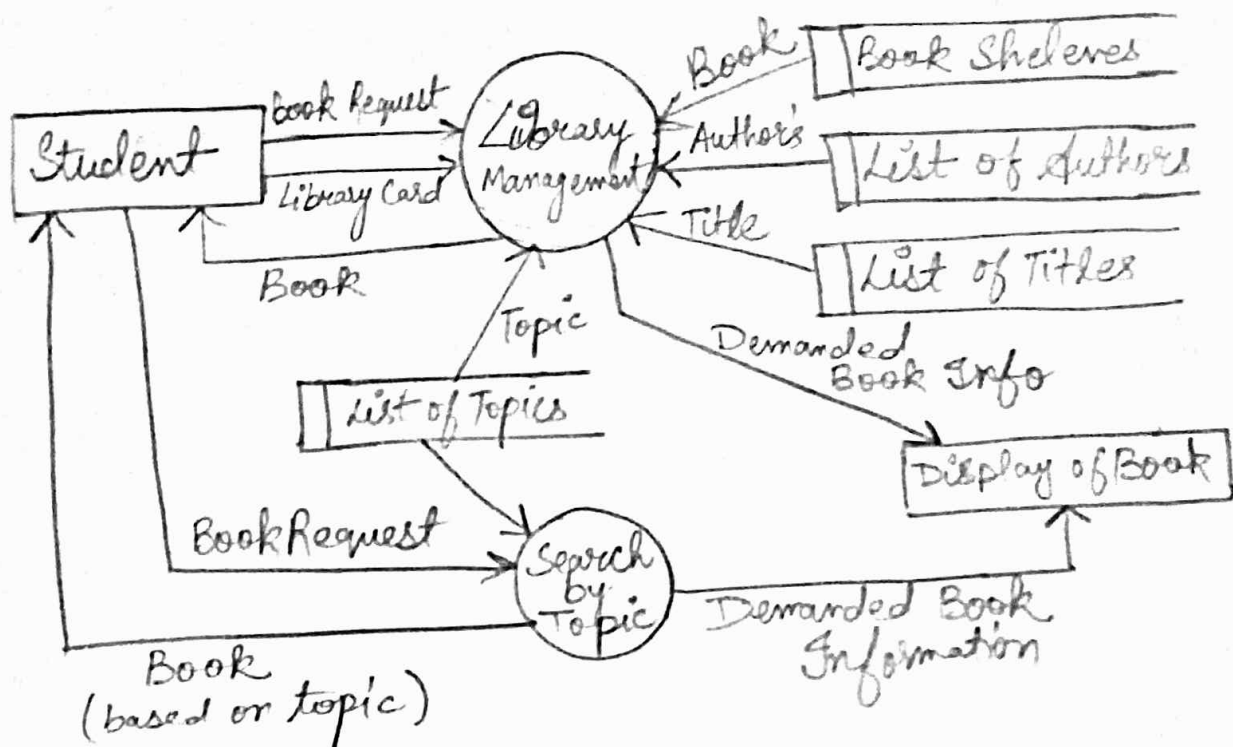 Book
Book Sheleves
Book Request
Student
Library
Management
Author's
List of Authors
Library Card
Title
List of Titles
Book
Topic
Demanded
Book Info
List of Topics
Display of Book
Book Request
Search
by
Topic
Demanded Book
Information
Book
(based on topic)